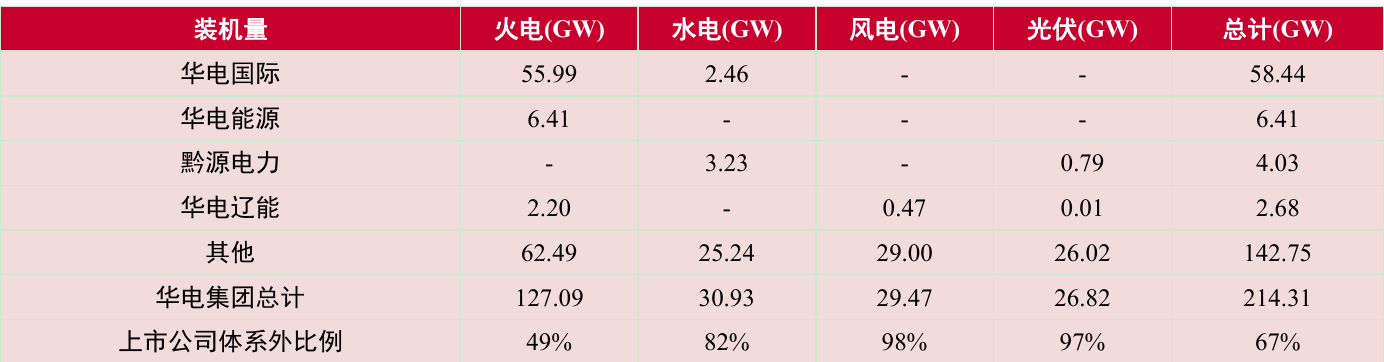 装机量 火电(GW) 水电(GW) 风电(GW) 光伏(GW) 总计(GW)
华电国际 55.99 2.46 - - 58.44
华电能源 6.41 - - - 6.41
黔源电力 - 3.23 - 0.79 4.03
华电辽能 2.20 - 0.47 0.01 2.68
其他 62.49 25.24 29.00 26.02 142.75
华电集团总计 127.09 30.93 29.47 26.82 214.31
上市公司体系外比例 49% 82% 98% 97% 67%